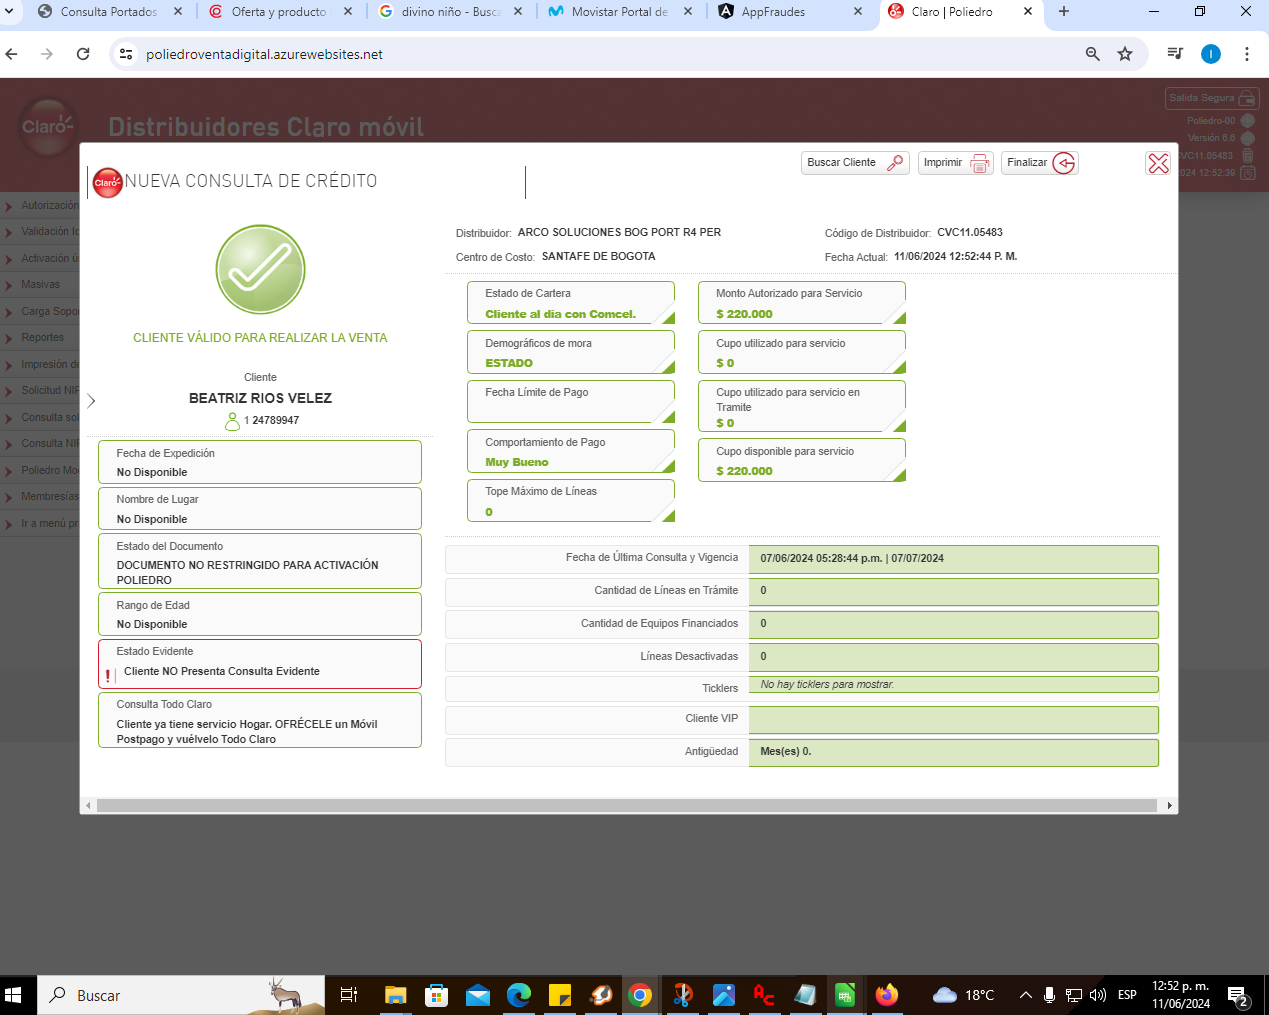 Consulta Portados
Oferta y producto
divino niño - Busca
Movistar Portal de
AppFraudes
Claro | Poliedro
poliedroventadigital.azurewebsites.net
I
Claro
Distribuidores Claro móvil
Salida Segura
Poliedro-00
Versión 6.6
CVC11.05483
2024 12:52:39
Autorización
Validación Id
Activación ú
Masivas
Carga Sopo
Reportes
Impresión de
Solicitud NIP
Consulta sol
Consulta NIP
Poliedro Mo
Membresías
Ir a menú pr
Buscar Cliente
Imprimir
Finalizar
Claro
NUEVA CONSULTA DE CRÉDITO
CLIENTE VÁLIDO PARA REALIZAR LA VENTA
Cliente
BEATRIZ RIOS VELEZ
1 24789947
Fecha de Expedición
No Disponible
Nombre de Lugar
No Disponible
Estado del Documento
DOCUMENTO NO RESTRINGIDO PARA ACTIVACIÓN
POLIEDRO
Rango de Edad
No Disponible
Estado Evidente
! Cliente NO Presenta Consulta Evidente
Consulta Todo Claro
Cliente ya tiene servicio Hogar. OFRÉCELE un Móvil
Postpago y vuélvelo Todo Claro
Distribuidor: ARCO SOLUCIONES BOG PORT R4 PER
Código de Distribuidor: CVC11.05483
Centro de Costo: SANTAFE DE BOGOTA
Fecha Actual: 11/06/2024 12:52:44 P. M.
Estado de Cartera
Cliente al dia con Comcel.
Demográficos de mora
ESTADO
Fecha Límite de Pago
Comportamiento de Pago
Muy Bueno
Tope Máximo de Líneas
0
Monto Autorizado para Servicio
$ 220.000
Cupo utilizado para servicio
$ 0
Cupo utilizado para servicio en
Tramite
$ 0
Cupo disponible para servicio
$ 220.000
Fecha de Última Consulta y Vigencia 07/06/2024 05:28:44 p.m. | 07/07/2024
Cantidad de Líneas en Trámite 0
Cantidad de Equipos Financiados 0
Líneas Desactivadas 0
Ticklers No hay ticklers para mostrar.
Cliente VIP
Antigüedad Mes(es) 0.
Buscar
18°C
ESP
12:52 p. m.
11/06/2024
2